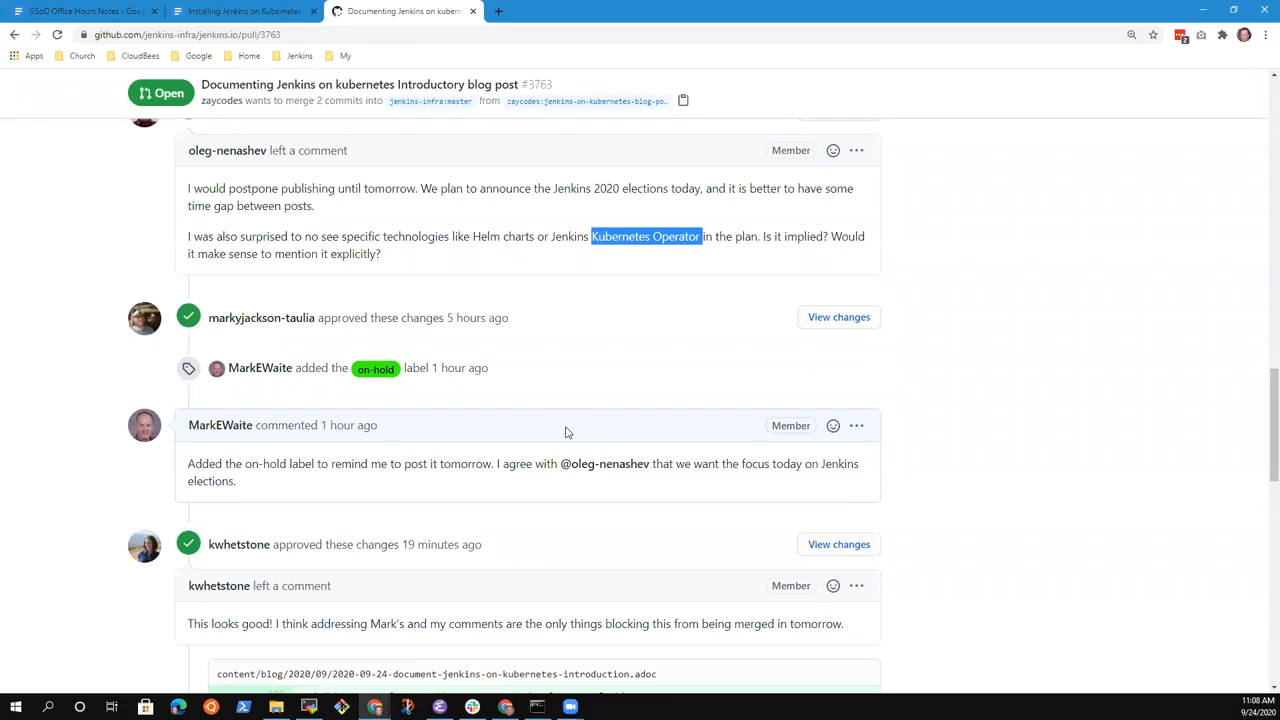 GSoD Office Hours Notes - Goog
Installing Jenkins on Kubernetes
Documenting Jenkins on kubern
github.com/jenkins-infra/jenkins.io/pull/3763
Apps
Church
CloudBees
Google
Home
Jenkins
My
Open
Documenting Jenkins on kubernetes Introductory blog post #3763
zaycodes wants to merge 2 commits into jenkins-infra:master from zaycodes:jenkins-on-kubernetes-blog-po…
oleg-nenashev left a comment
Member
I would postpone publishing until tomorrow. We plan to announce the Jenkins 2020 elections today, and it is better to have some
time gap between posts.
I was also surprised to no see specific technologies like Helm charts or Jenkins Kubernetes Operator in the plan. Is it implied? Would
it make sense to mention it explicitly?
markyjackson-taulia approved these changes 5 hours ago
View changes
MarkEWaite added the on-hold label 1 hour ago
MarkEWaite commented 1 hour ago
Member
Added the on-hold label to remind me to post it tomorrow. I agree with @oleg-nenashev that we want the focus today on Jenkins
elections.
kwhetstone approved these changes 19 minutes ago
View changes
kwhetstone left a comment
Member
This looks good! I think addressing Mark's and my comments are the only things blocking this from being merged in tomorrow.
content/blog/2020/09/2020-09-24-document-jenkins-on-kubernetes-introduction.adoc
11:08 AM
9/24/2020